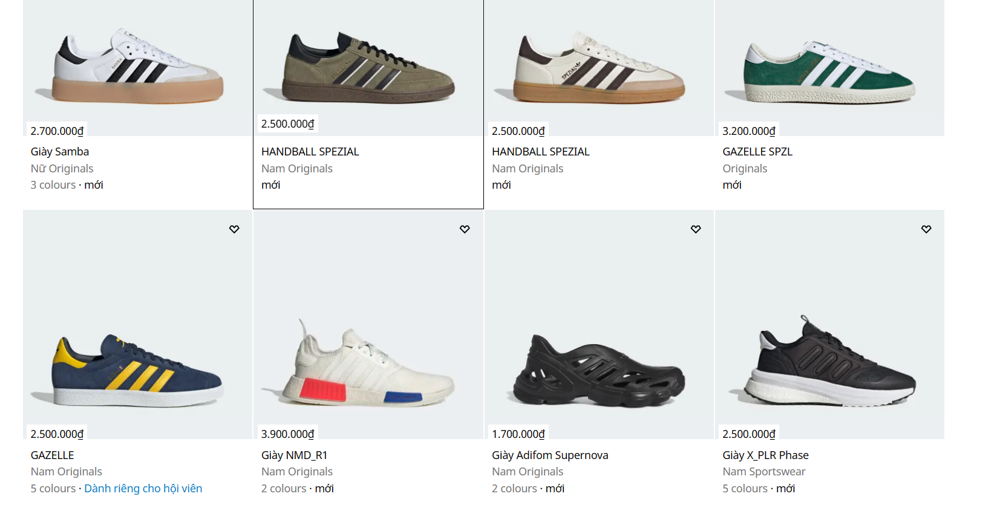 2.700.000₫
Giày Samba
Nữ Originals
3 colours · mới
2.500.000₫
HANDBALL SPEZIAL
Nam Originals
mới
2.500.000₫
HANDBALL SPEZIAL
Nam Originals
mới
SPEZIAL
3.200.000₫
GAZELLE SPZL
Originals
mới
2.500.000₫
GAZELLE
Nam Originals
5 colours · Dành riêng cho hội viên
3.900.000₫
Giày NMD_R1
Nam Originals
2 colours · mới
1.700.000₫
Giày Adifom Supernova
Nam Originals
2 colours · mới
2.500.000₫
Giày X_PLR Phase
Nam Sportswear
5 colours · mới